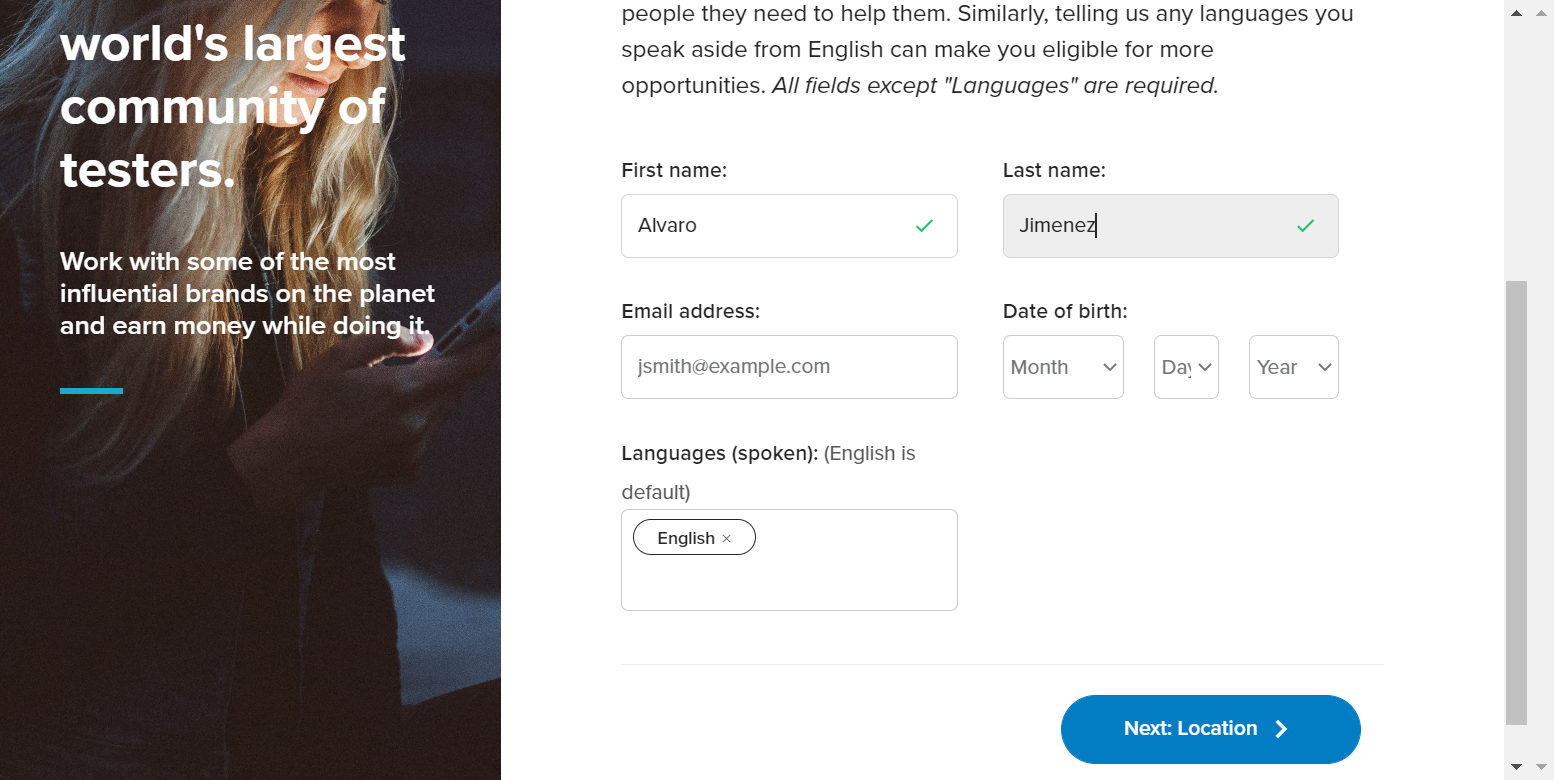 world's largest
community of
testers.
Work with some of the most
influential brands on the planet
and earn money while doing it.
people they need to help them. Similarly, telling us any languages you
speak aside from English can make you eligible for more
opportunities. All fields except "Languages" are required.
First name:
Last name:
Alvaro
Jimenez
Email address:
Date of birth:
jsmith@example.com
Month
Day
Year
Languages (spoken): (English is
default)
English ×
Next: Location